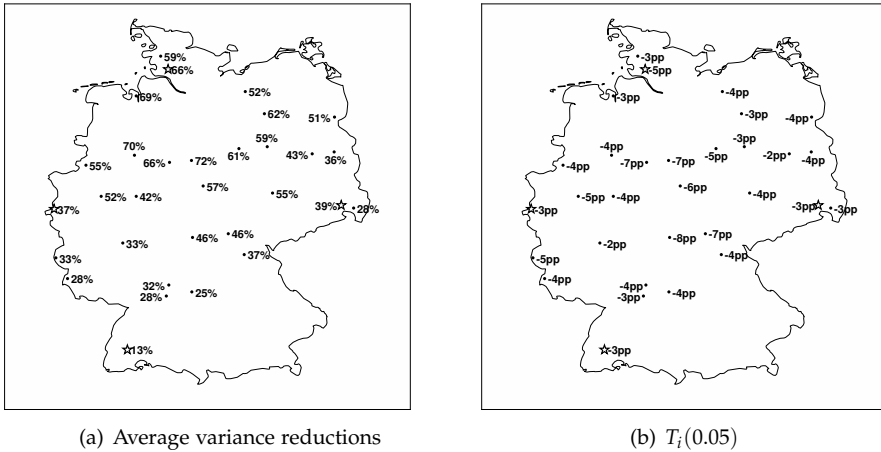 59%
66%
69%
52%
62%
51%
70%
59%
61%
43%
36%
55%
66%
72%
57%
52%
42%
55%
37%
39%
28%
46%
46%
33%
33%
37%
28%
32%
28%
25%
13%
(a) Average variance reductions
-3pp
-5pp
-3pp
-4pp
-3pp
-4pp
-4pp
-3pp
-5pp
-2pp
-4pp
-4pp
-7pp
-7pp
-6pp
-5pp
-4pp
-4pp
-3pp
-3pp
-3pp
-8pp
-7pp
-2pp
-4pp
-5pp
-4pp
-4pp
-3pp
-4pp
-3pp
(b) T_i(0.05)